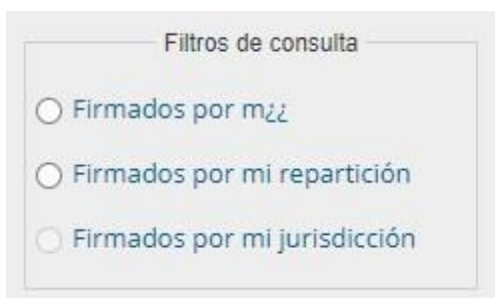 Filtros de consulta
Firmados por m¿¿
Firmados por mi repartición
Firmados por mi jurisdicción